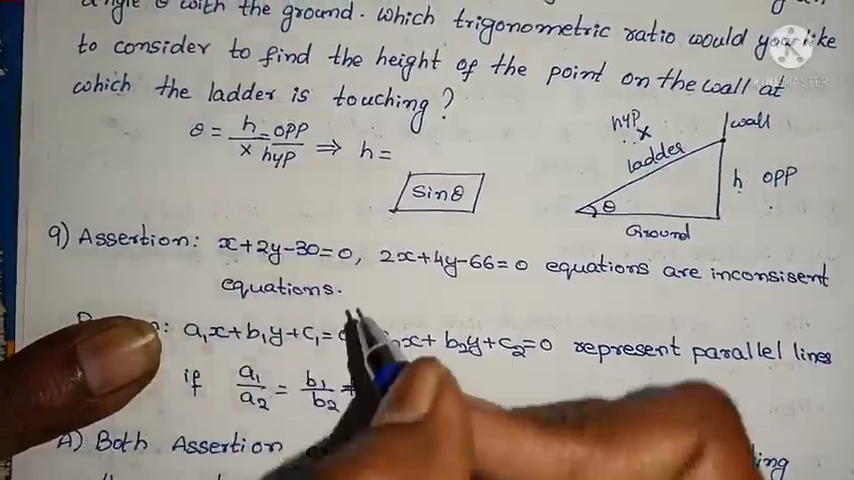 angle θ with the ground. which trigonometric ratio would you like
to consider to find the height of the point on the wall at
which the ladder is touching?
θ = h/x = opp/hyp ⇒ h =
sinθ
hyp x
ladder
wall
h opp
θ
Ground
9) Assertion: x+2y-30=0, 2x+4y-66=0 equations are inconsisent
equations.
a₁x+b₁y+c₁=0 x+ b₂y+c₂=0 represent parallel lines
if a₁/a₂ = b₁/b₂
A) Both Assertion
KINEMASTER